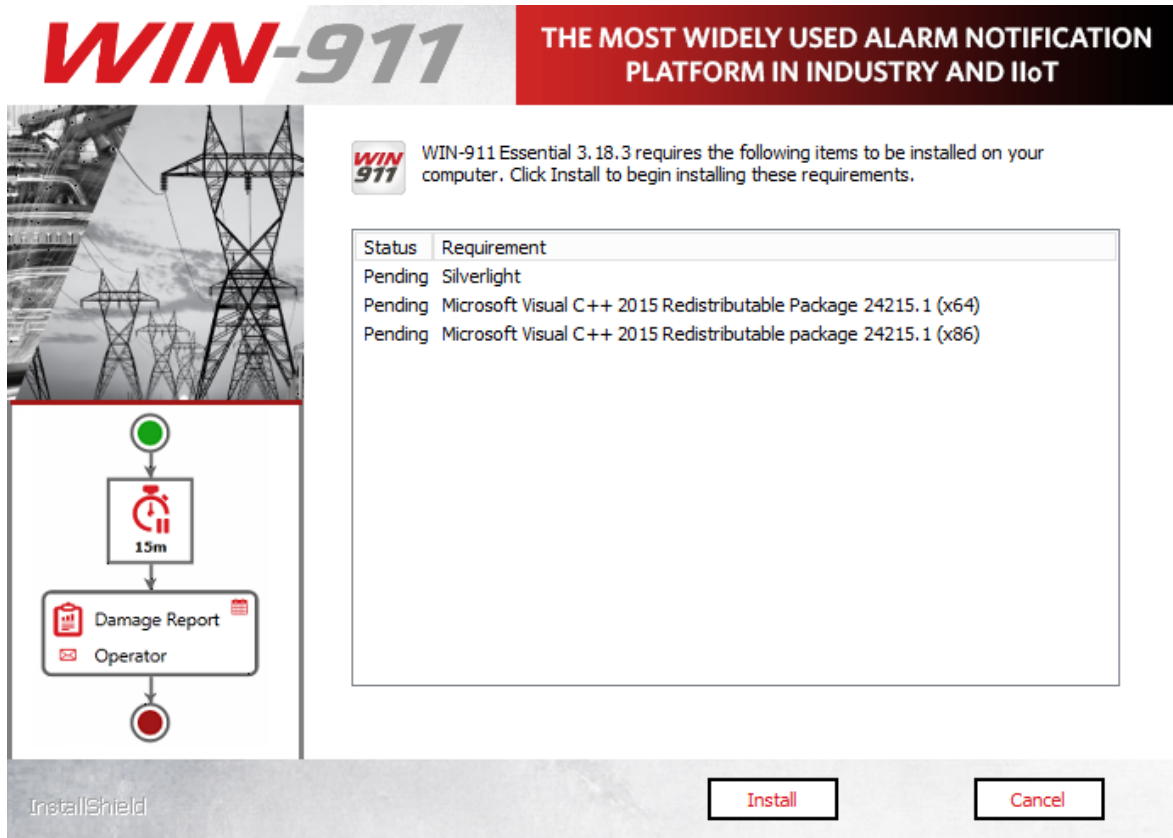 WIN-911
THE MOST WIDELY USED ALARM NOTIFICATION
PLATFORM IN INDUSTRY AND IIoT
WIN
911
WIN-911 Essential 3.18.3 requires the following items to be installed on your
computer. Click Install to begin installing these requirements.
Status Requirement
Pending Silverlight
Pending Microsoft Visual C++ 2015 Redistributable Package 24215.1 (x64)
Pending Microsoft Visual C++ 2015 Redistributable package 24215.1 (x86)
15m
Damage Report
Operator
InstallShield
Install
Cancel